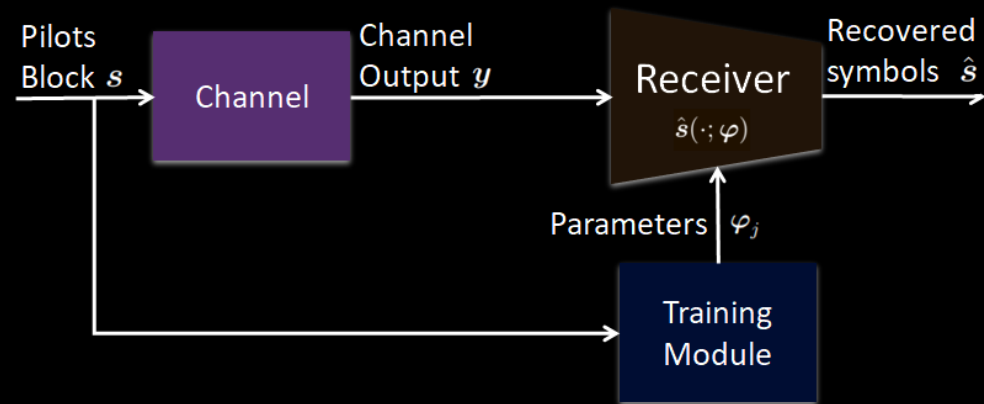 Pilots
Block s
Channel
Channel
Output y
Receiver
ŝ(·; φ)
Recovered
symbols ŝ
Parameters φⱼ
Training
Module